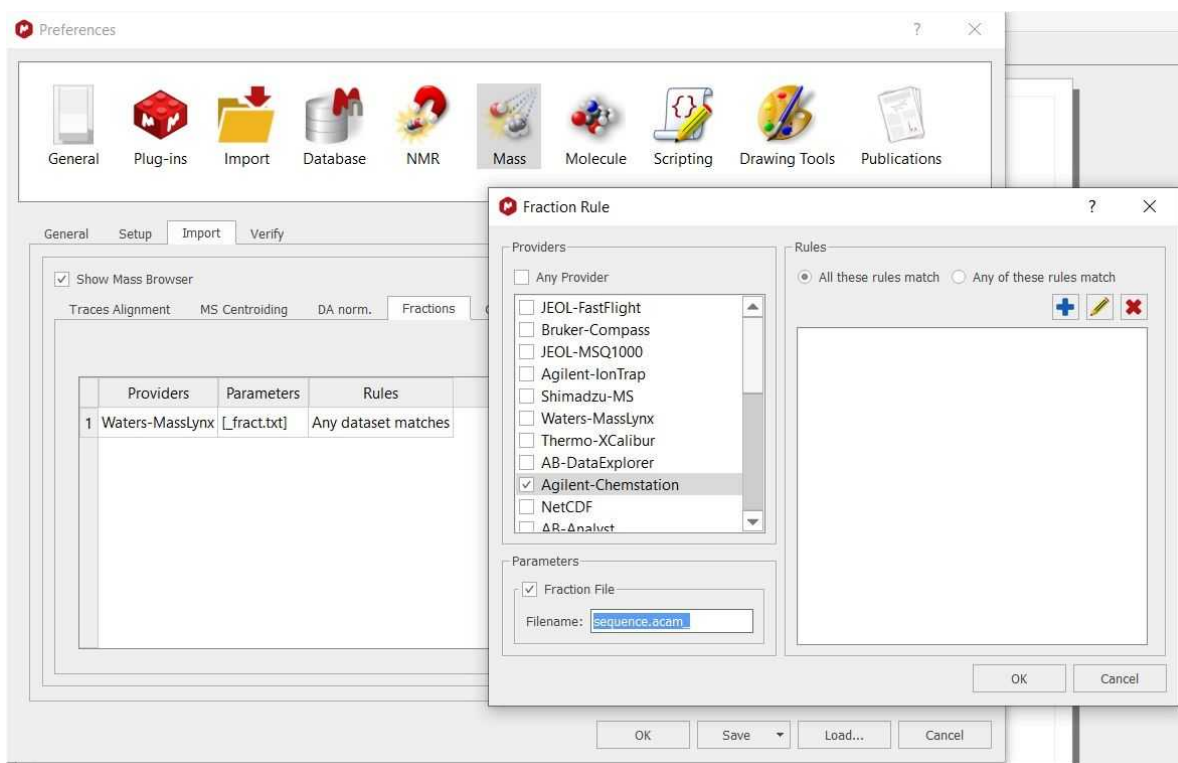 Preferences
General Plug-ins Import Database NMR Mass Molecule Scripting Drawing Tools Publications
General Setup Import Verify
Show Mass Browser
Traces Alignment MS Centroiding DA norm. Fractions
Providers Parameters Rules
1 Waters-MassLynx [_fract.txt] Any dataset matches
OK Save Load... Cancel
Fraction Rule
Providers
Any Provider
JEOL-FastFlight
Bruker-Compass
JEOL-MSQ1000
Agilent-IonTrap
Shimadzu-MS
Waters-MassLynx
Thermo-XCalibur
AB-DataExplorer
Agilent-Chemstation
NetCDF
AB-Analyst
Parameters
Fraction File
Filename: sequence.acam_
Rules
All these rules match Any of these rules match
OK Cancel